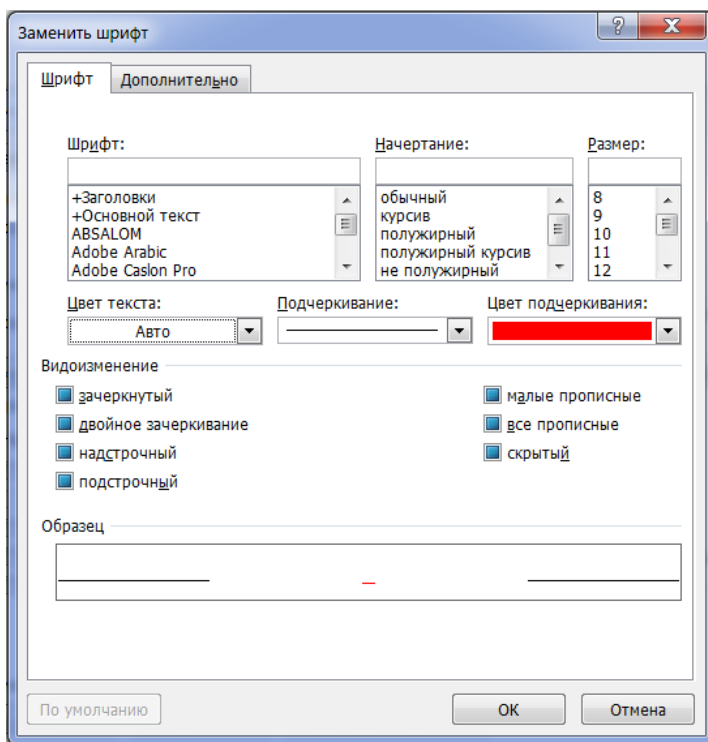 Заменить шрифт
Шрифт Дополнительно
Шрифт: Начертание: Размер:
+Заголовки обычный 8
+Основной текст курсив 9
ABSALOM полужирный 10
Adobe Arabic полужирный курсив 11
Adobe Caslon Pro не полужирный 12
Цвет текста: Подчеркивание: Цвет подчеркивания:
Авто
Видоизменение
зачеркнутый малые прописные
двойное зачеркивание все прописные
надстрочный скрытый
подстрочный
Образец
По умолчанию ОК Отмена